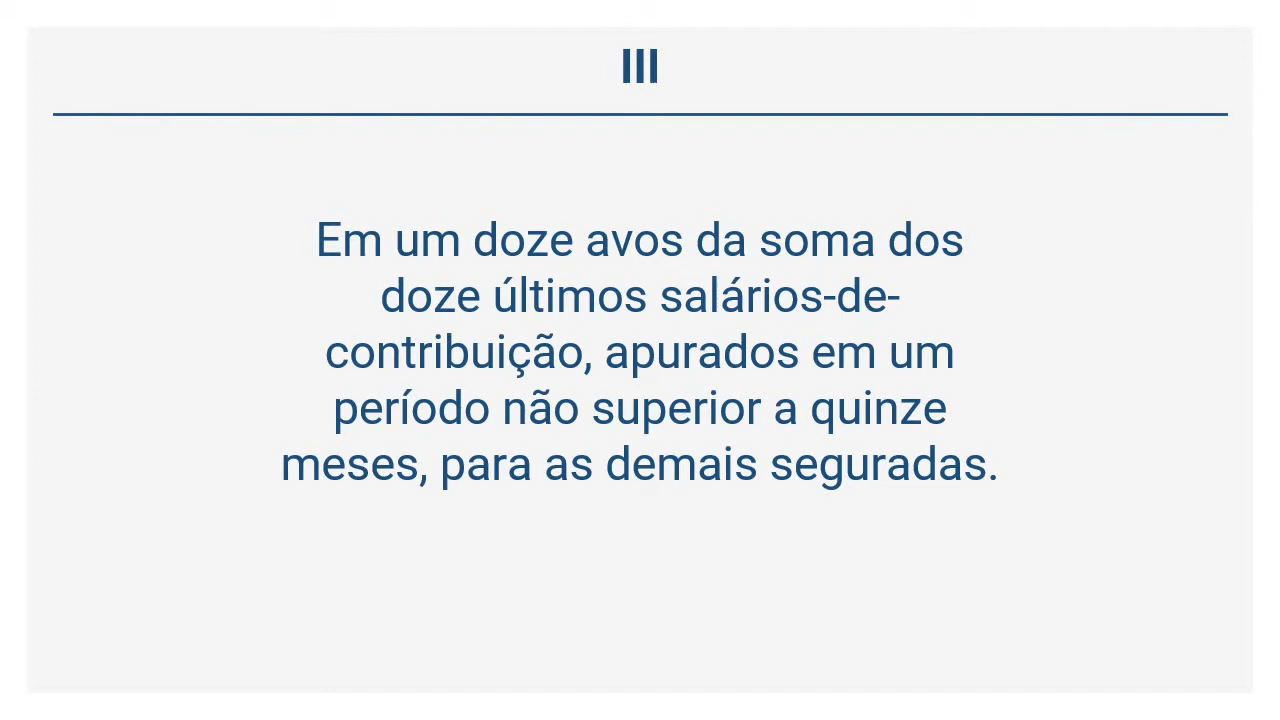 III
Em um doze avos da soma dos
doze últimos salários-de-
contribuição, apurados em um
período não superior a quinze
meses, para as demais seguradas.